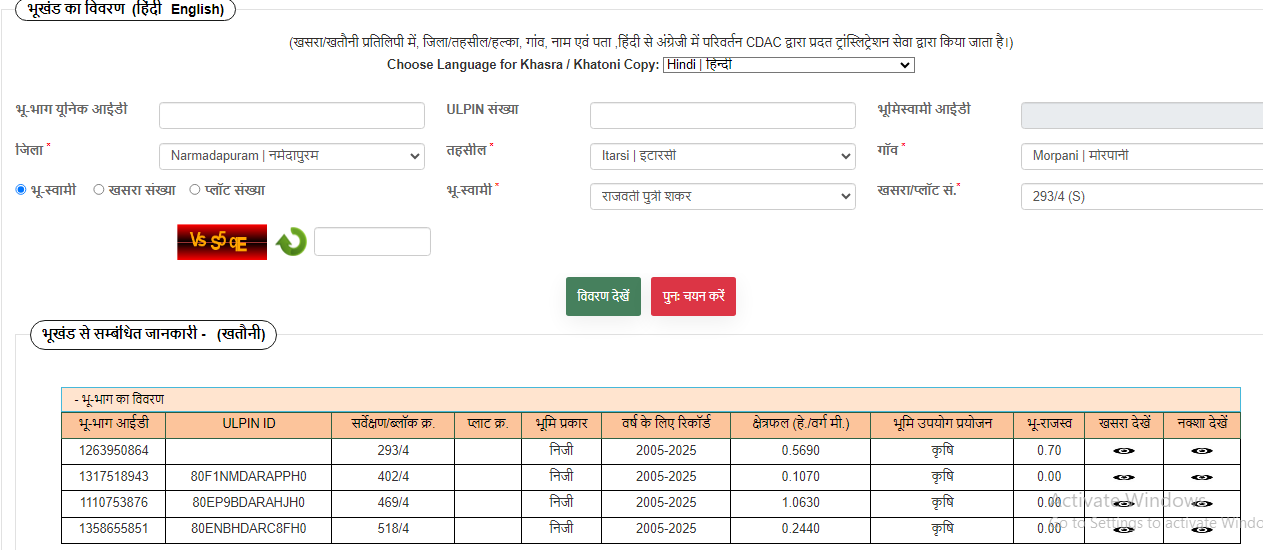 भूखंड का विवरण (हिंदी English)
(खसरा/खतौनी प्रतिलिपी में, जिला/तहसील/हल्का, गांव, नाम एवं पता ,हिंदी से अंग्रेजी में परिवर्तन CDAC द्वारा प्रदत ट्रांस्लिट्रेशन सेवा द्वारा किया जाता है।)
Choose Language for Khasra / Khatoni Copy: Hindi | हिन्दी
भू-भाग यूनिक आईडी ULPIN संख्या भूमिस्वामी आईडी
जिला * Narmadapuram | नर्मदापुरम तहसील * Itarsi | इटारसी गाँव * Morpani | मोरपानी
भू-स्वामी खसरा संख्या प्लॉट संख्या भू-स्वामी * राजवती पुत्री शकर खसरा/प्लॉट सं.* 293/4 (S)
Vs S5 qE
विवरण देखें पुनः चयन करें
भूखंड से सम्बंधित जानकारी - (खतौनी)
- भू-भाग का विवरण
भू-भाग आईडी ULPIN ID सर्वेक्षण/ब्लॉक क्र. प्लाट क्र. भूमि प्रकार वर्ष के लिए रिकॉर्ड क्षेत्रफल (हे./वर्ग मी.) भूमि उपयोग प्रयोजन भू-राजस्व खसरा देखें नक्शा देखें
1263950864 293/4 निजी 2005-2025 0.5690 कृषि 0.70
1317518943 80F1NMDARAPPH0 402/4 निजी 2005-2025 0.1070 कृषि 0.00
1110753876 80EP9BDARAHJH0 469/4 निजी 2005-2025 1.0630 कृषि 0.00
1358655851 80ENBHDARC8FH0 518/4 निजी 2005-2025 0.2440 कृषि 0.00
Activate Windows
Go to Settings to activate Windo